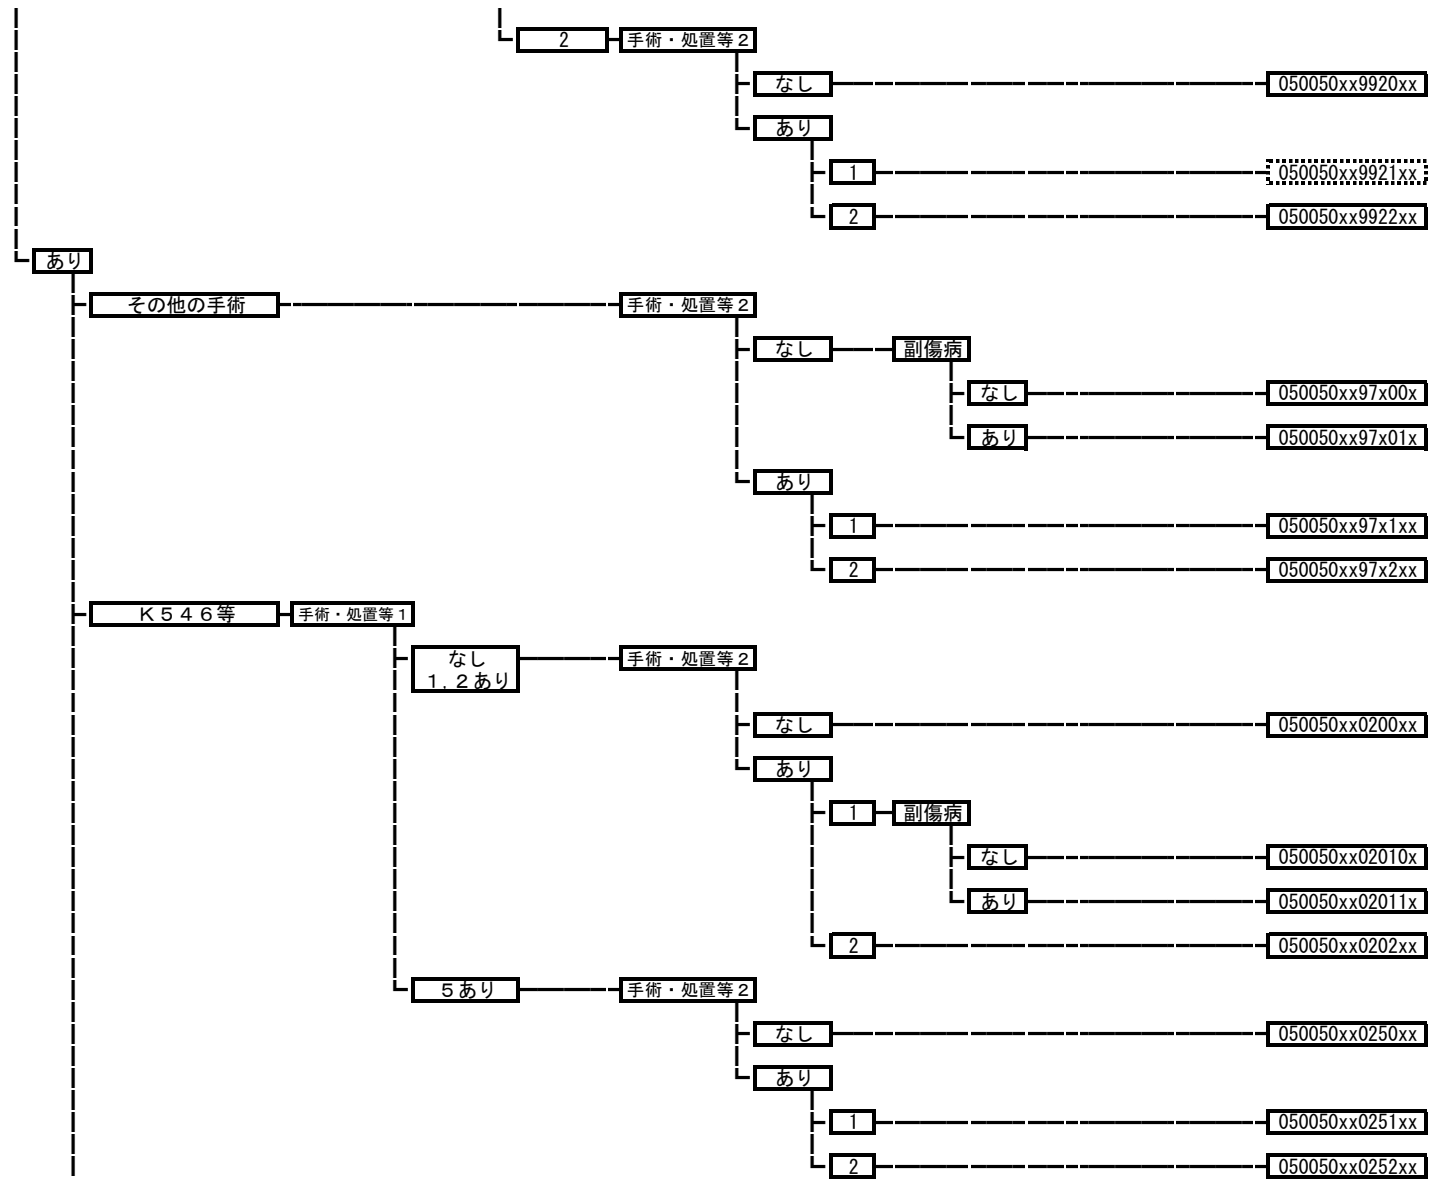 2 手術・処置等2
なし 050050xx9920xx
あり
1 050050xx9921xx
2 050050xx9922xx
あり
その他の手術 手術・処置等2
なし 副傷病
なし 050050xx97x00x
あり 050050xx97x01x
あり
1 050050xx97x1xx
2 050050xx97x2xx
K546等 手術・処置等1
なし 手術・処置等2
1,2あり
なし 050050xx0200xx
あり
1 副傷病
なし 050050xx02010x
あり 050050xx02011x
2 050050xx0202xx
5あり 手術・処置等2
なし 050050xx0250xx
あり
1 050050xx0251xx
2 050050xx0252xx